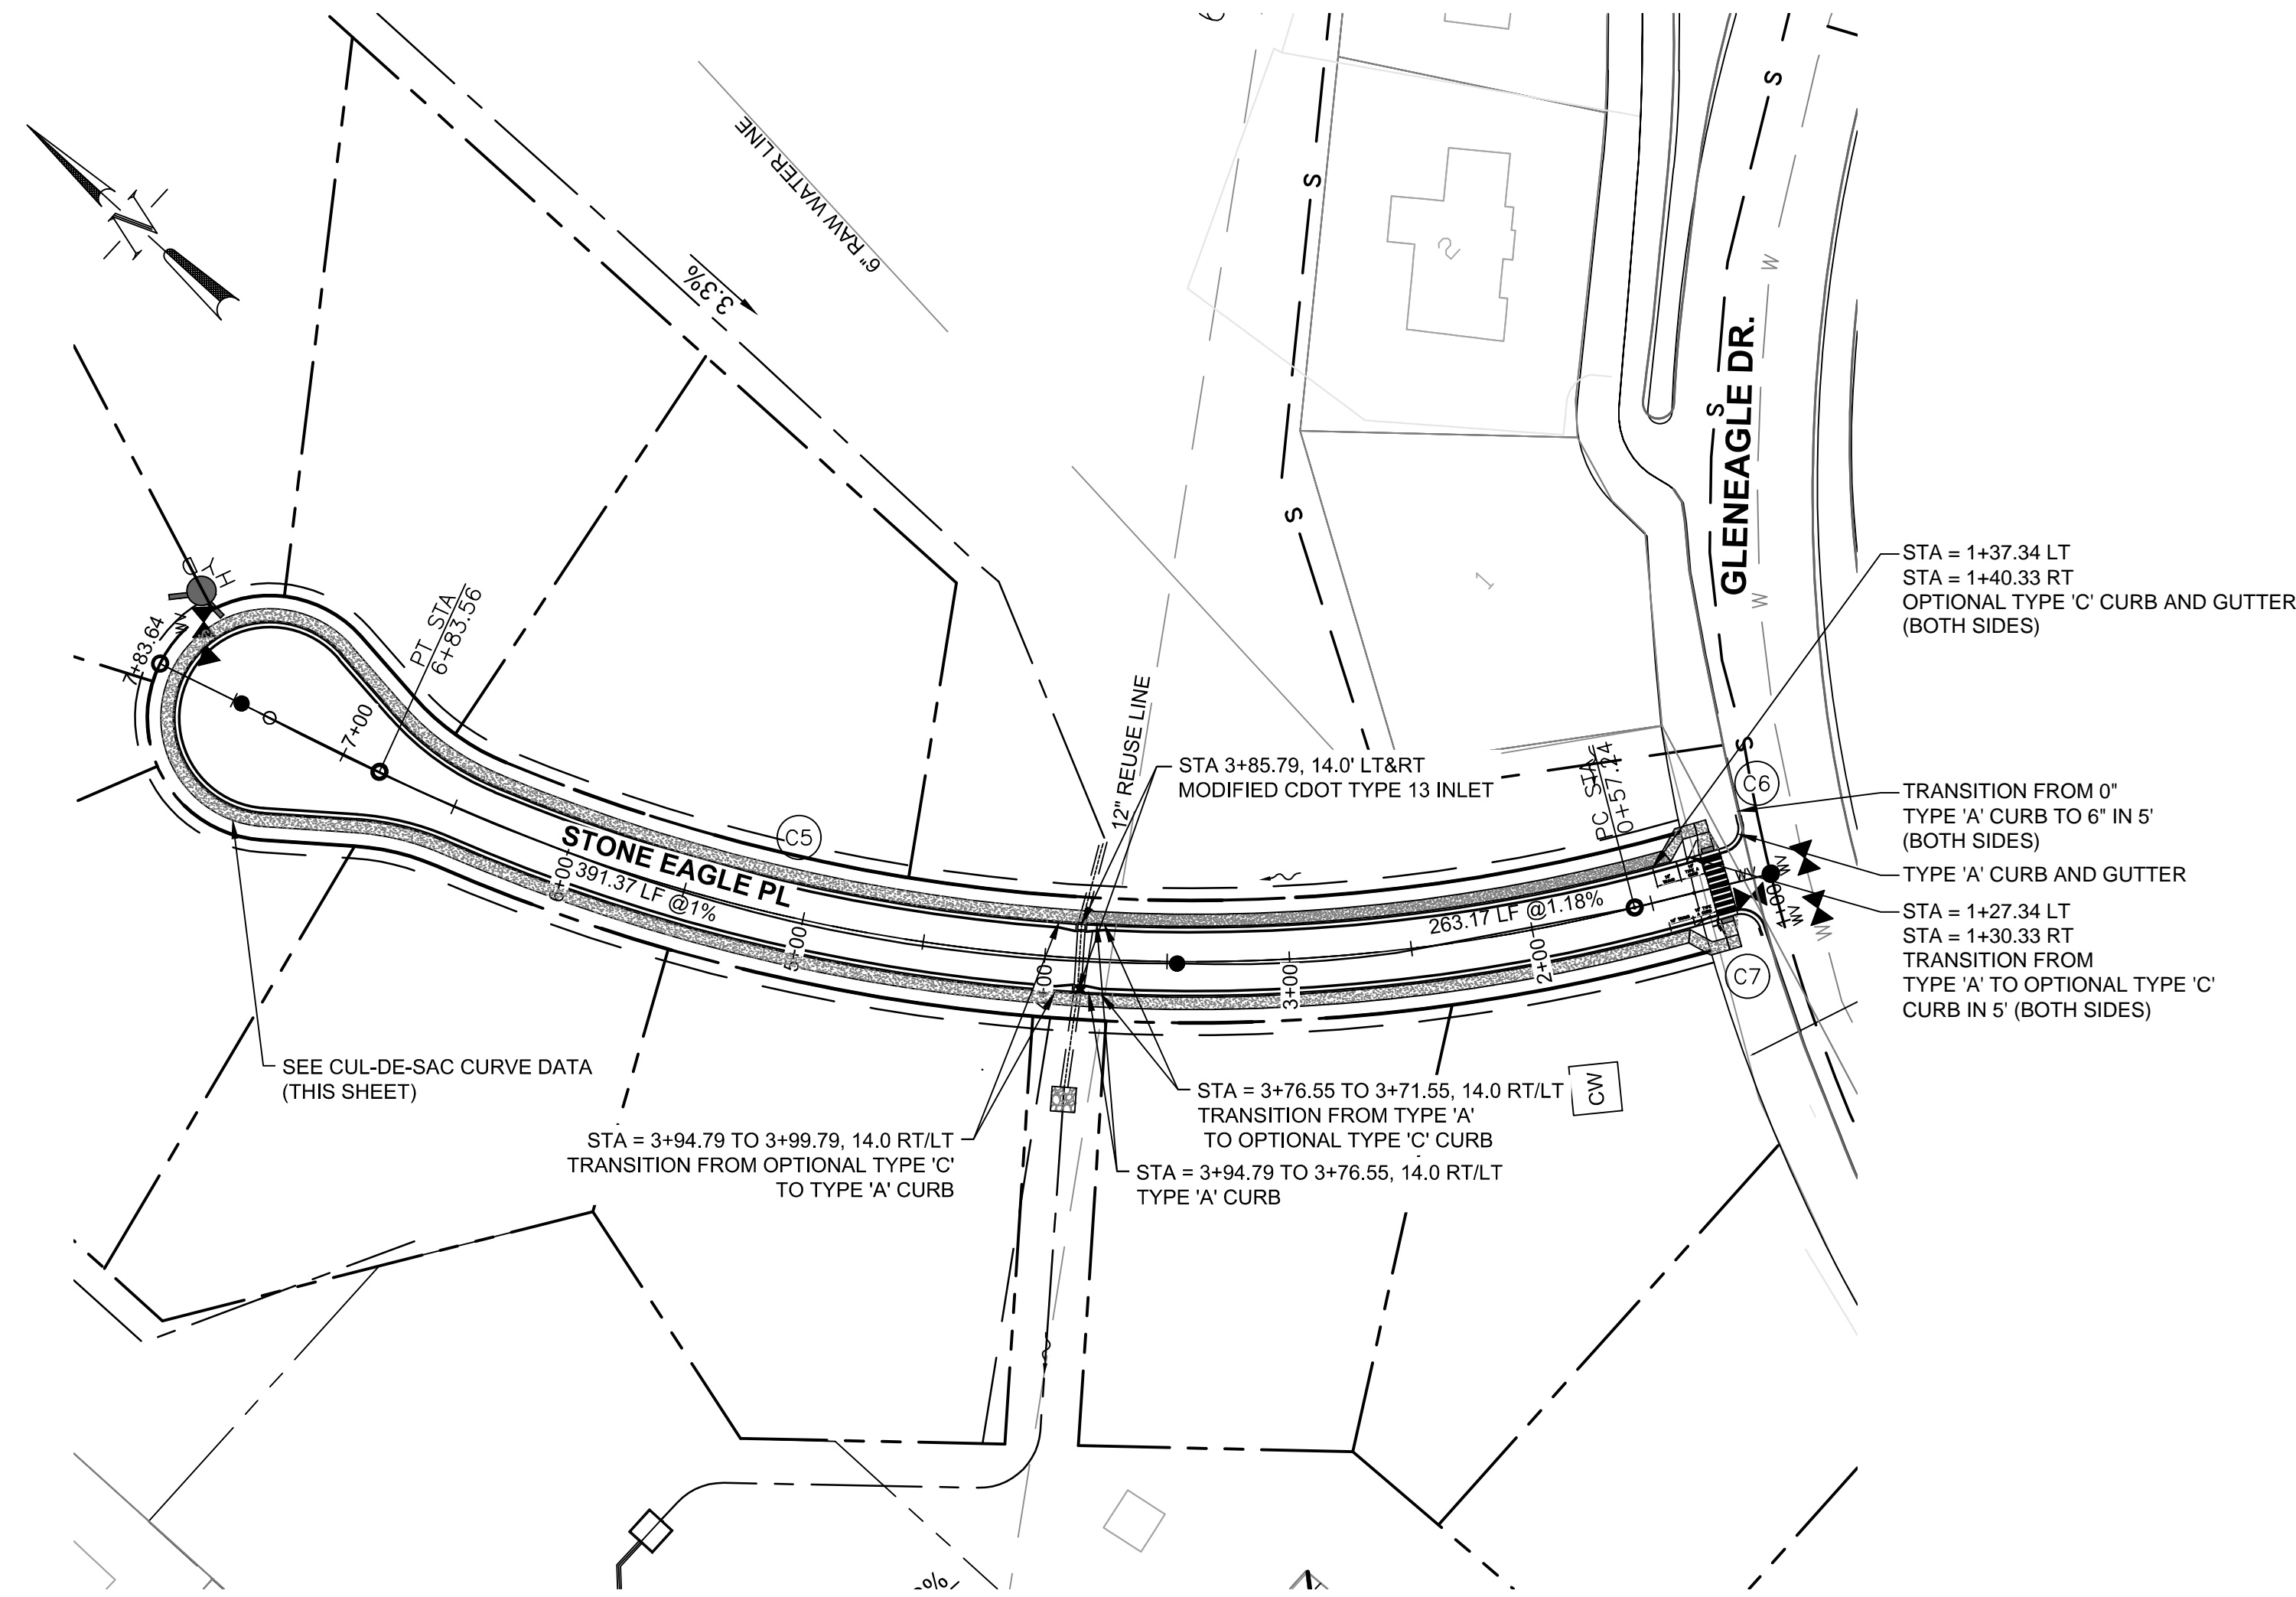 6" RAW WATER LINE
3.3%
S
S
S
S
S
S
W
W
W
2
1
GLENEAGLE DR.
N
HYD
7+83.64
PT STA
6+83.56
7+00
STONE EAGLE PL
C5
391.37 LF @1%
6+00
5+00
3+00
2+00
263.17 LF @1.18%
12" REUSE LINE
STA 3+85.79, 14.0' LT&RT
MODIFIED CDOT TYPE 13 INLET
PC STA
0+57.24
C6
C7
CW
STA = 1+37.34 LT
STA = 1+40.33 RT
OPTIONAL TYPE 'C' CURB AND GUTTER
(BOTH SIDES)
TRANSITION FROM 0"
TYPE 'A' CURB TO 6" IN 5'
(BOTH SIDES)
TYPE 'A' CURB AND GUTTER
STA = 1+27.34 LT
STA = 1+30.33 RT
TRANSITION FROM
TYPE 'A' TO OPTIONAL TYPE 'C'
CURB IN 5' (BOTH SIDES)
SEE CUL-DE-SAC CURVE DATA
(THIS SHEET)
STA = 3+94.79 TO 3+99.79, 14.0 RT/LT
TRANSITION FROM OPTIONAL TYPE 'C'
TO TYPE 'A' CURB
STA = 3+76.55 TO 3+71.55, 14.0 RT/LT
TRANSITION FROM TYPE 'A'
TO OPTIONAL TYPE 'C' CURB
STA = 3+94.79 TO 3+76.55, 14.0 RT/LT
TYPE 'A' CURB